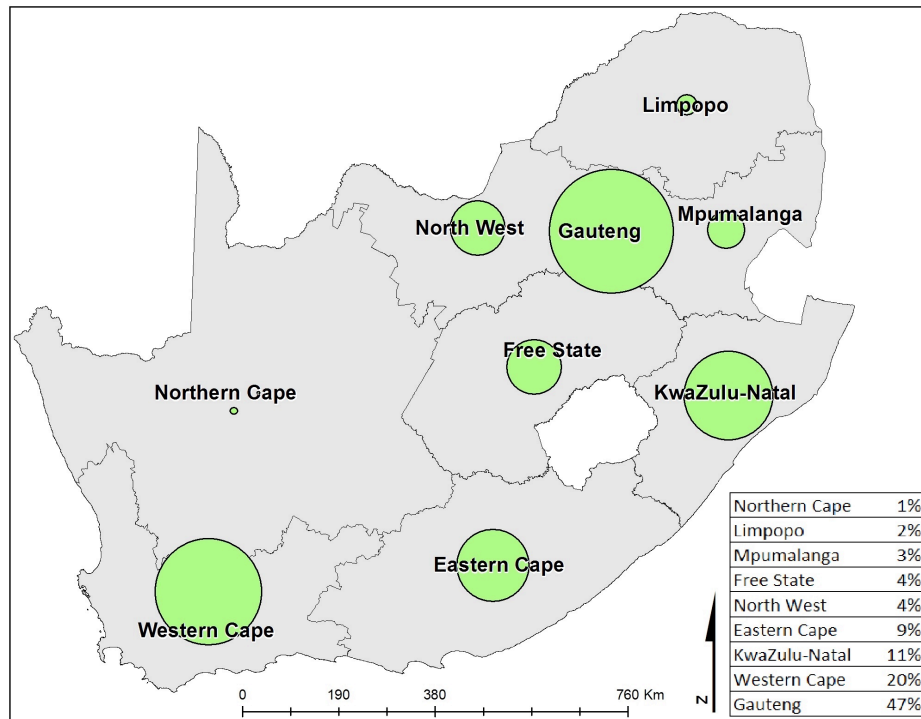 Limpopo
Mpumalanga
North West
Gauteng
Free State
KwaZulu-Natal
Northern Cape
Eastern Cape
Western Cape
Northern Cape 1%
Limpopo 2%
Mpumalanga 3%
Free State 4%
North West 4%
Eastern Cape 9%
KwaZulu-Natal 11%
Western Cape 20%
Gauteng 47%
0 190 380 760 Km
N